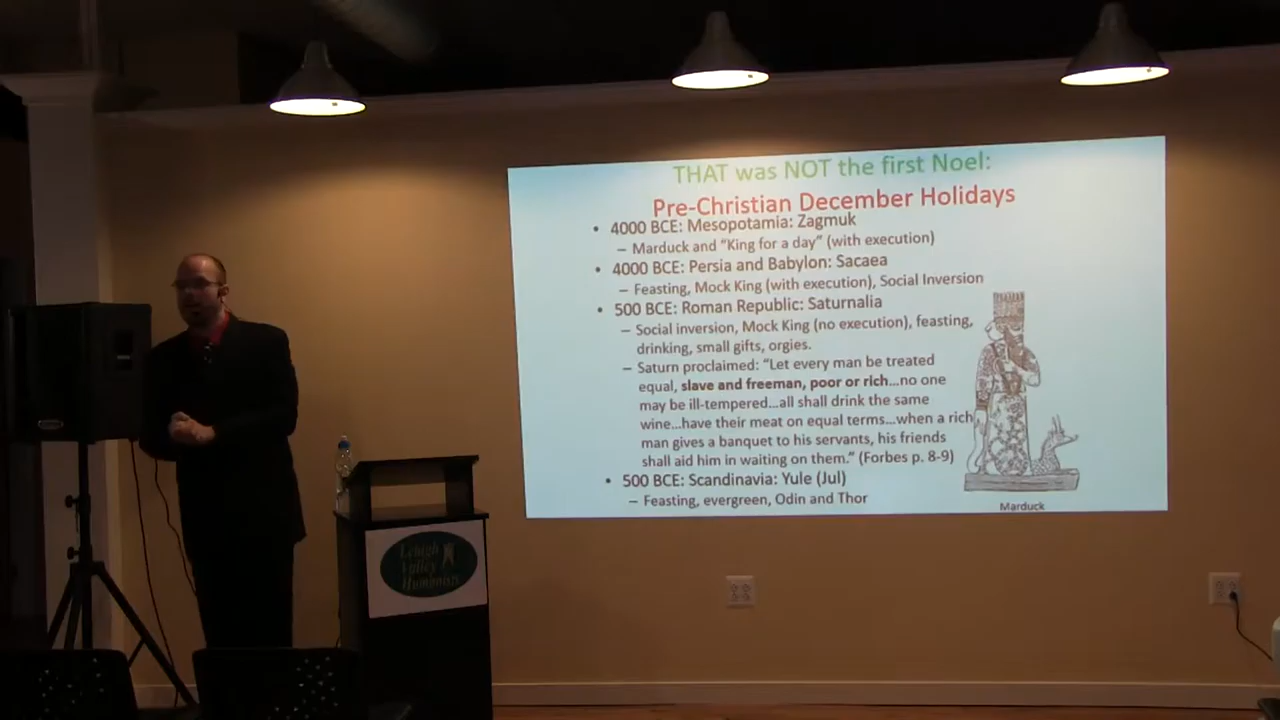 THAT was NOT the first Noel:
Pre-Christian December Holidays
• 4000 BCE: Mesopotamia: Zagmuk
– Marduck and “King for a day” (with execution)
• 4000 BCE: Persia and Babylon: Sacaea
– Feasting, Mock King (with execution), Social Inversion
• 500 BCE: Roman Republic: Saturnalia
– Social inversion, Mock King (no execution), feasting,
drinking, small gifts, orgies.
– Saturn proclaimed: “Let every man be treated
equal, slave and freeman, poor or rich...no one
may be ill-tempered...all shall drink the same
wine...have their meat on equal terms...when a rich
man gives a banquet to his servants, his friends
shall aid him in waiting on them.” (Forbes p. 8-9)
• 500 BCE: Scandinavia: Yule (Jul)
– Feasting, evergreen, Odin and Thor
Marduck
Lehigh
Valley
Humanists